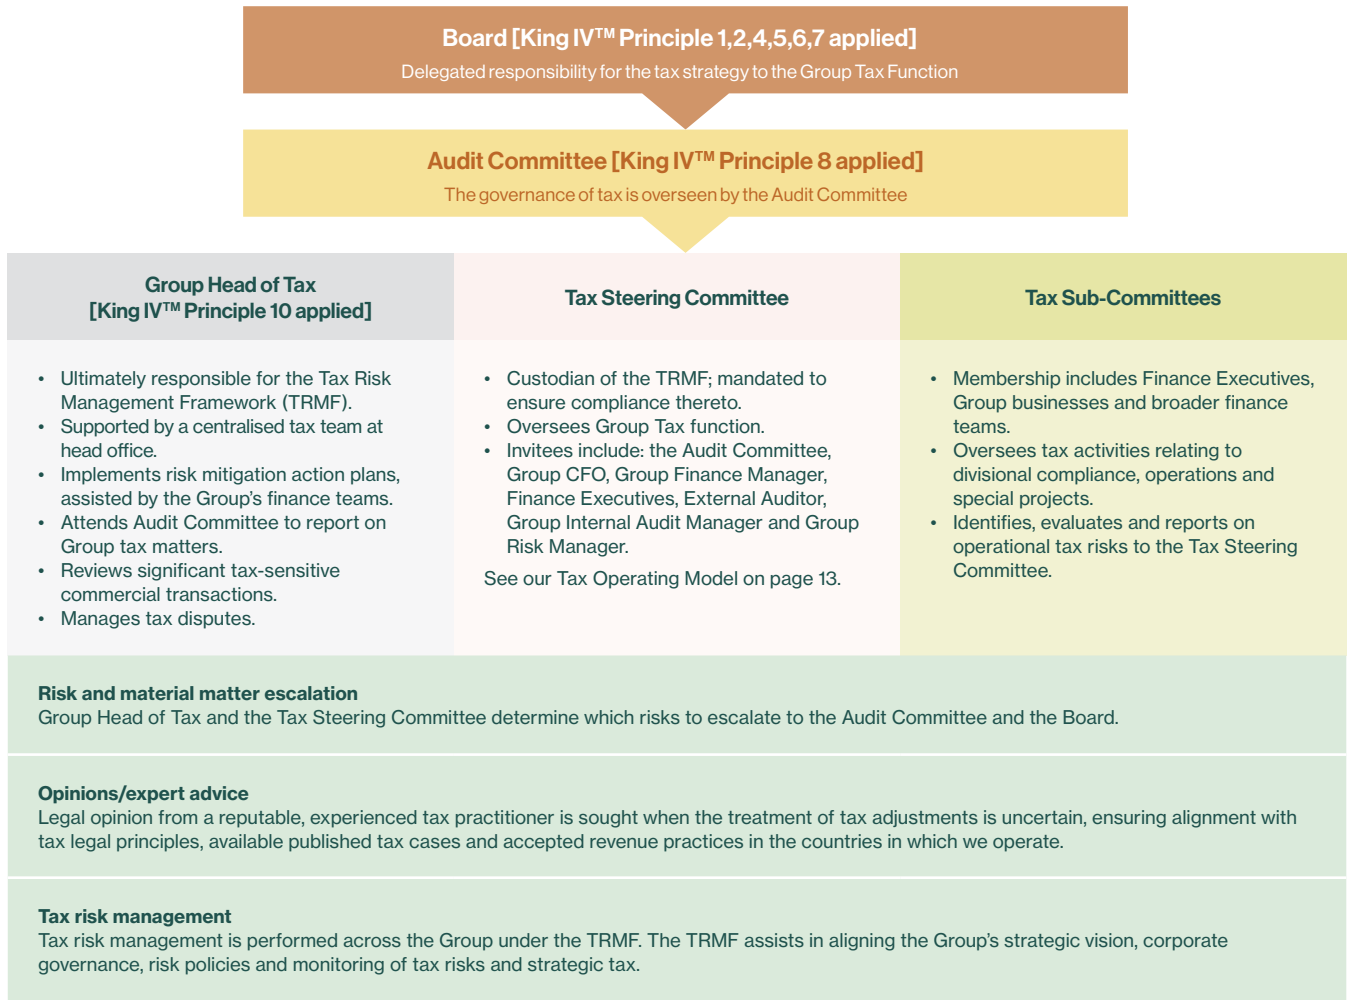 Board [King IV™ Principle 1,2,4,5,6,7 applied]
Delegated responsibility for the tax strategy to the Group Tax Function
Audit Committee [King IV™ Principle 8 applied]
The governance of tax is overseen by the Audit Committee
Group Head of Tax
[King IV™ Principle 10 applied]
• Ultimately responsible for the Tax Risk
Management Framework (TRMF).
• Supported by a centralised tax team at
head office.
• Implements risk mitigation action plans,
assisted by the Group’s finance teams.
• Attends Audit Committee to report on
Group tax matters.
• Reviews significant tax-sensitive
commercial transactions.
• Manages tax disputes.
Tax Steering Committee
• Custodian of the TRMF; mandated to
ensure compliance thereto.
• Oversees Group Tax function.
• Invitees include: the Audit Committee,
Group CFO, Group Finance Manager,
Finance Executives, External Auditor,
Group Internal Audit Manager and Group
Risk Manager.
See our Tax Operating Model on page 13.
Tax Sub-Committees
• Membership includes Finance Executives,
Group businesses and broader finance
teams.
• Oversees tax activities relating to
divisional compliance, operations and
special projects.
• Identifies, evaluates and reports on
operational tax risks to the Tax Steering
Committee.
Risk and material matter escalation
Group Head of Tax and the Tax Steering Committee determine which risks to escalate to the Audit Committee and the Board.
Opinions/expert advice
Legal opinion from a reputable, experienced tax practitioner is sought when the treatment of tax adjustments is uncertain, ensuring alignment with
tax legal principles, available published tax cases and accepted revenue practices in the countries in which we operate.
Tax risk management
Tax risk management is performed across the Group under the TRMF. The TRMF assists in aligning the Group’s strategic vision, corporate
governance, risk policies and monitoring of tax risks and strategic tax.